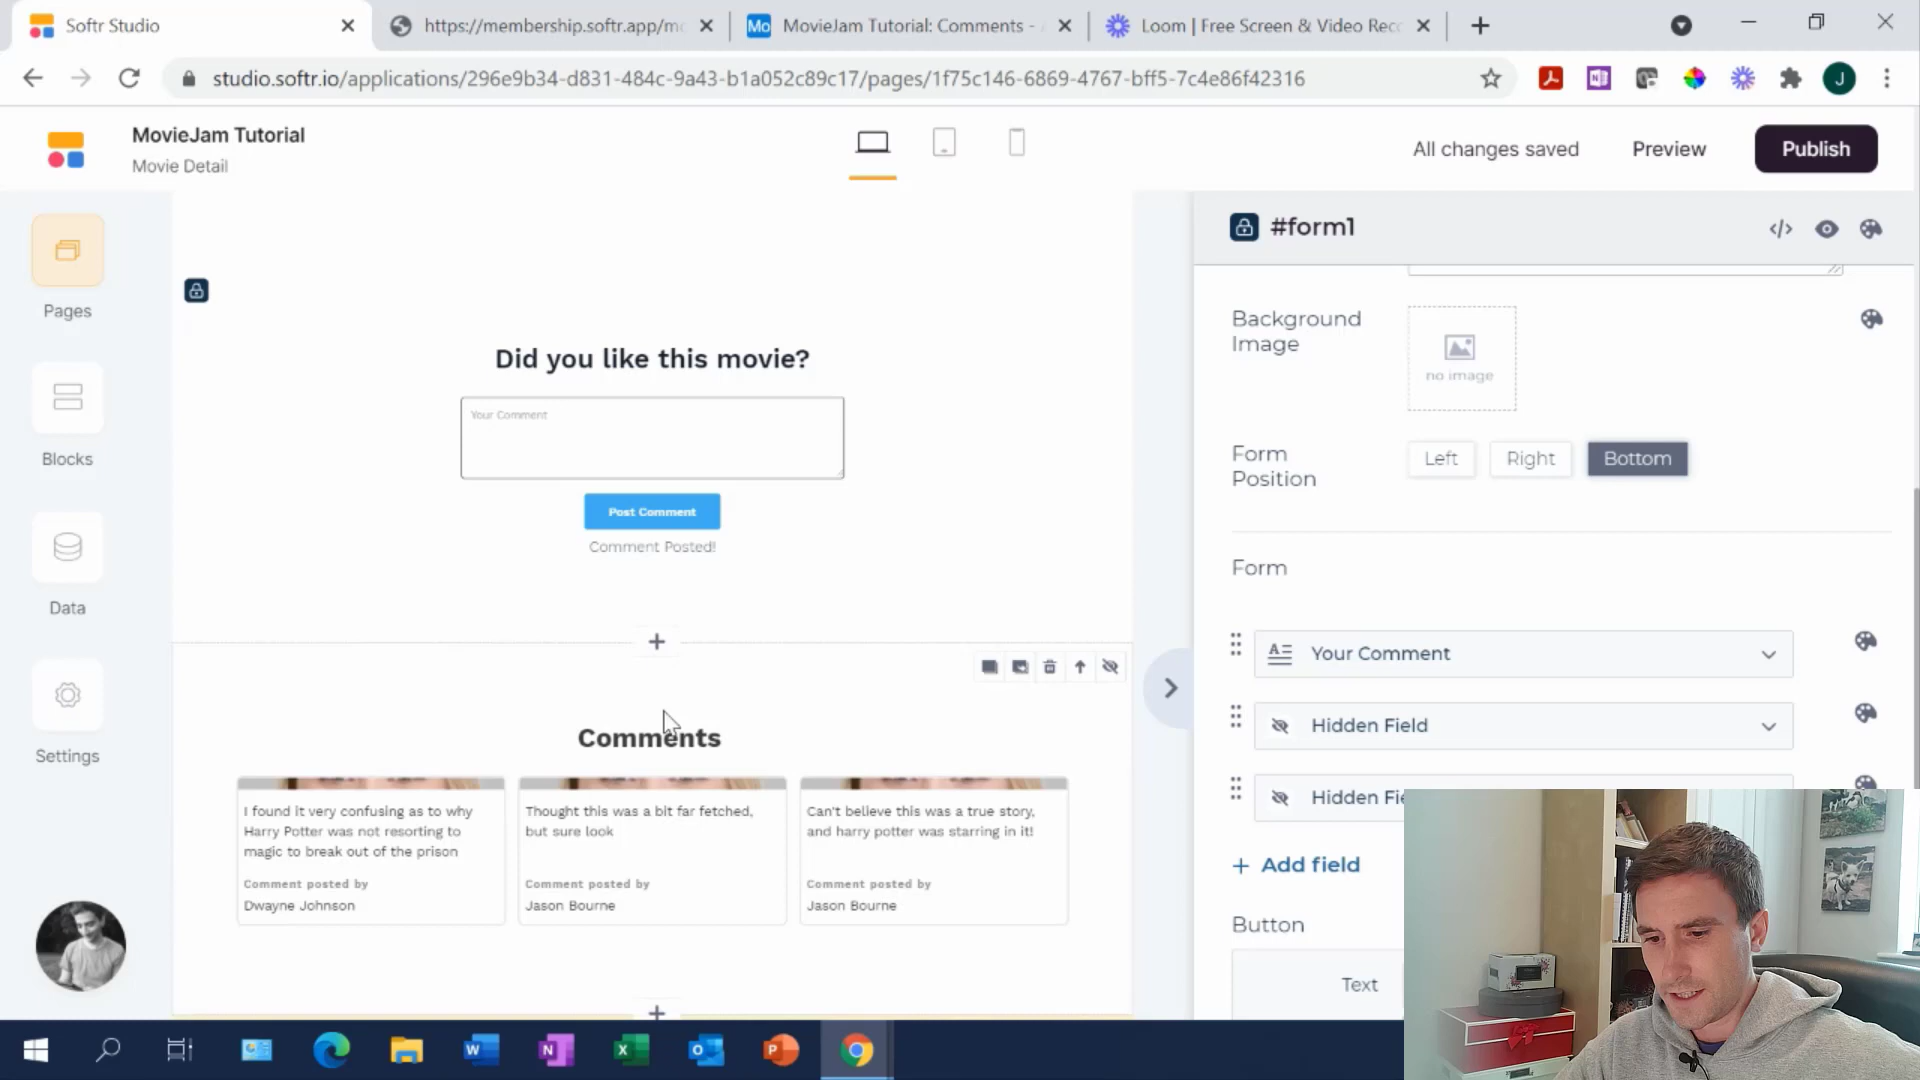 Softr Studio
https://membership.softr.app/mo
Mo
MovieJam Tutorial: Comments -
Loom | Free Screen & Video Rec
studio.softr.io/applications/296e9b34-d831-484c-9a43-b1a052c89c17/pages/1f75c146-6869-4767-bff5-7c4e86f42316
J
MovieJam Tutorial
Movie Detail
All changes saved
Preview
Publish
Pages
Blocks
Data
Settings
Did you like this movie?
Your Comment
Post Comment
Comment Posted!
Comments
I found it very confusing as to why
Harry Potter was not resorting to
magic to break out of the prison
Comment posted by
Dwayne Johnson
Thought this was a bit far fetched,
but sure look
Comment posted by
Jason Bourne
Can't believe this was a true story,
and harry potter was starring in it!
Comment posted by
Jason Bourne
#form1
Background
Image
no image
Form
Position
Left
Right
Bottom
Form
Your Comment
Hidden Field
Hidden Fie
Add field
Button
Text